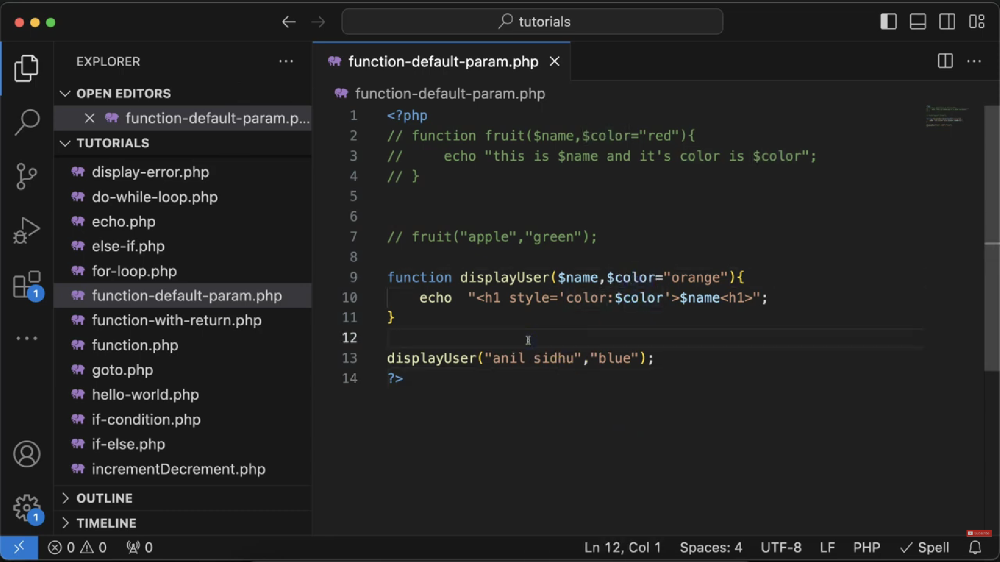 tutorials
EXPLORER
OPEN EDITORS
function-default-param.p...
TUTORIALS
display-error.php
do-while-loop.php
echo.php
else-if.php
for-loop.php
function-default-param.php
function-with-return.php
function.php
goto.php
hello-world.php
if-condition.php
if-else.php
incrementDecrement.php
OUTLINE
TIMELINE
1
1
function-default-param.php
function-default-param.php
1 <?php
2 // function fruit($name,$color="red"){
3 //     echo "this is $name and it's color is $color";
4 // }
5
6
7 // fruit("apple","green");
8
9 function displayUser($name,$color="orange"){
10     echo  "<h1 style='color:$color'>$name<h1>";
11 }
12
13 displayUser("anil sidhu","blue");
14 ?>
Subscribe
0 0 0 Ln 12, Col 1 Spaces: 4 UTF-8 LF PHP Spell